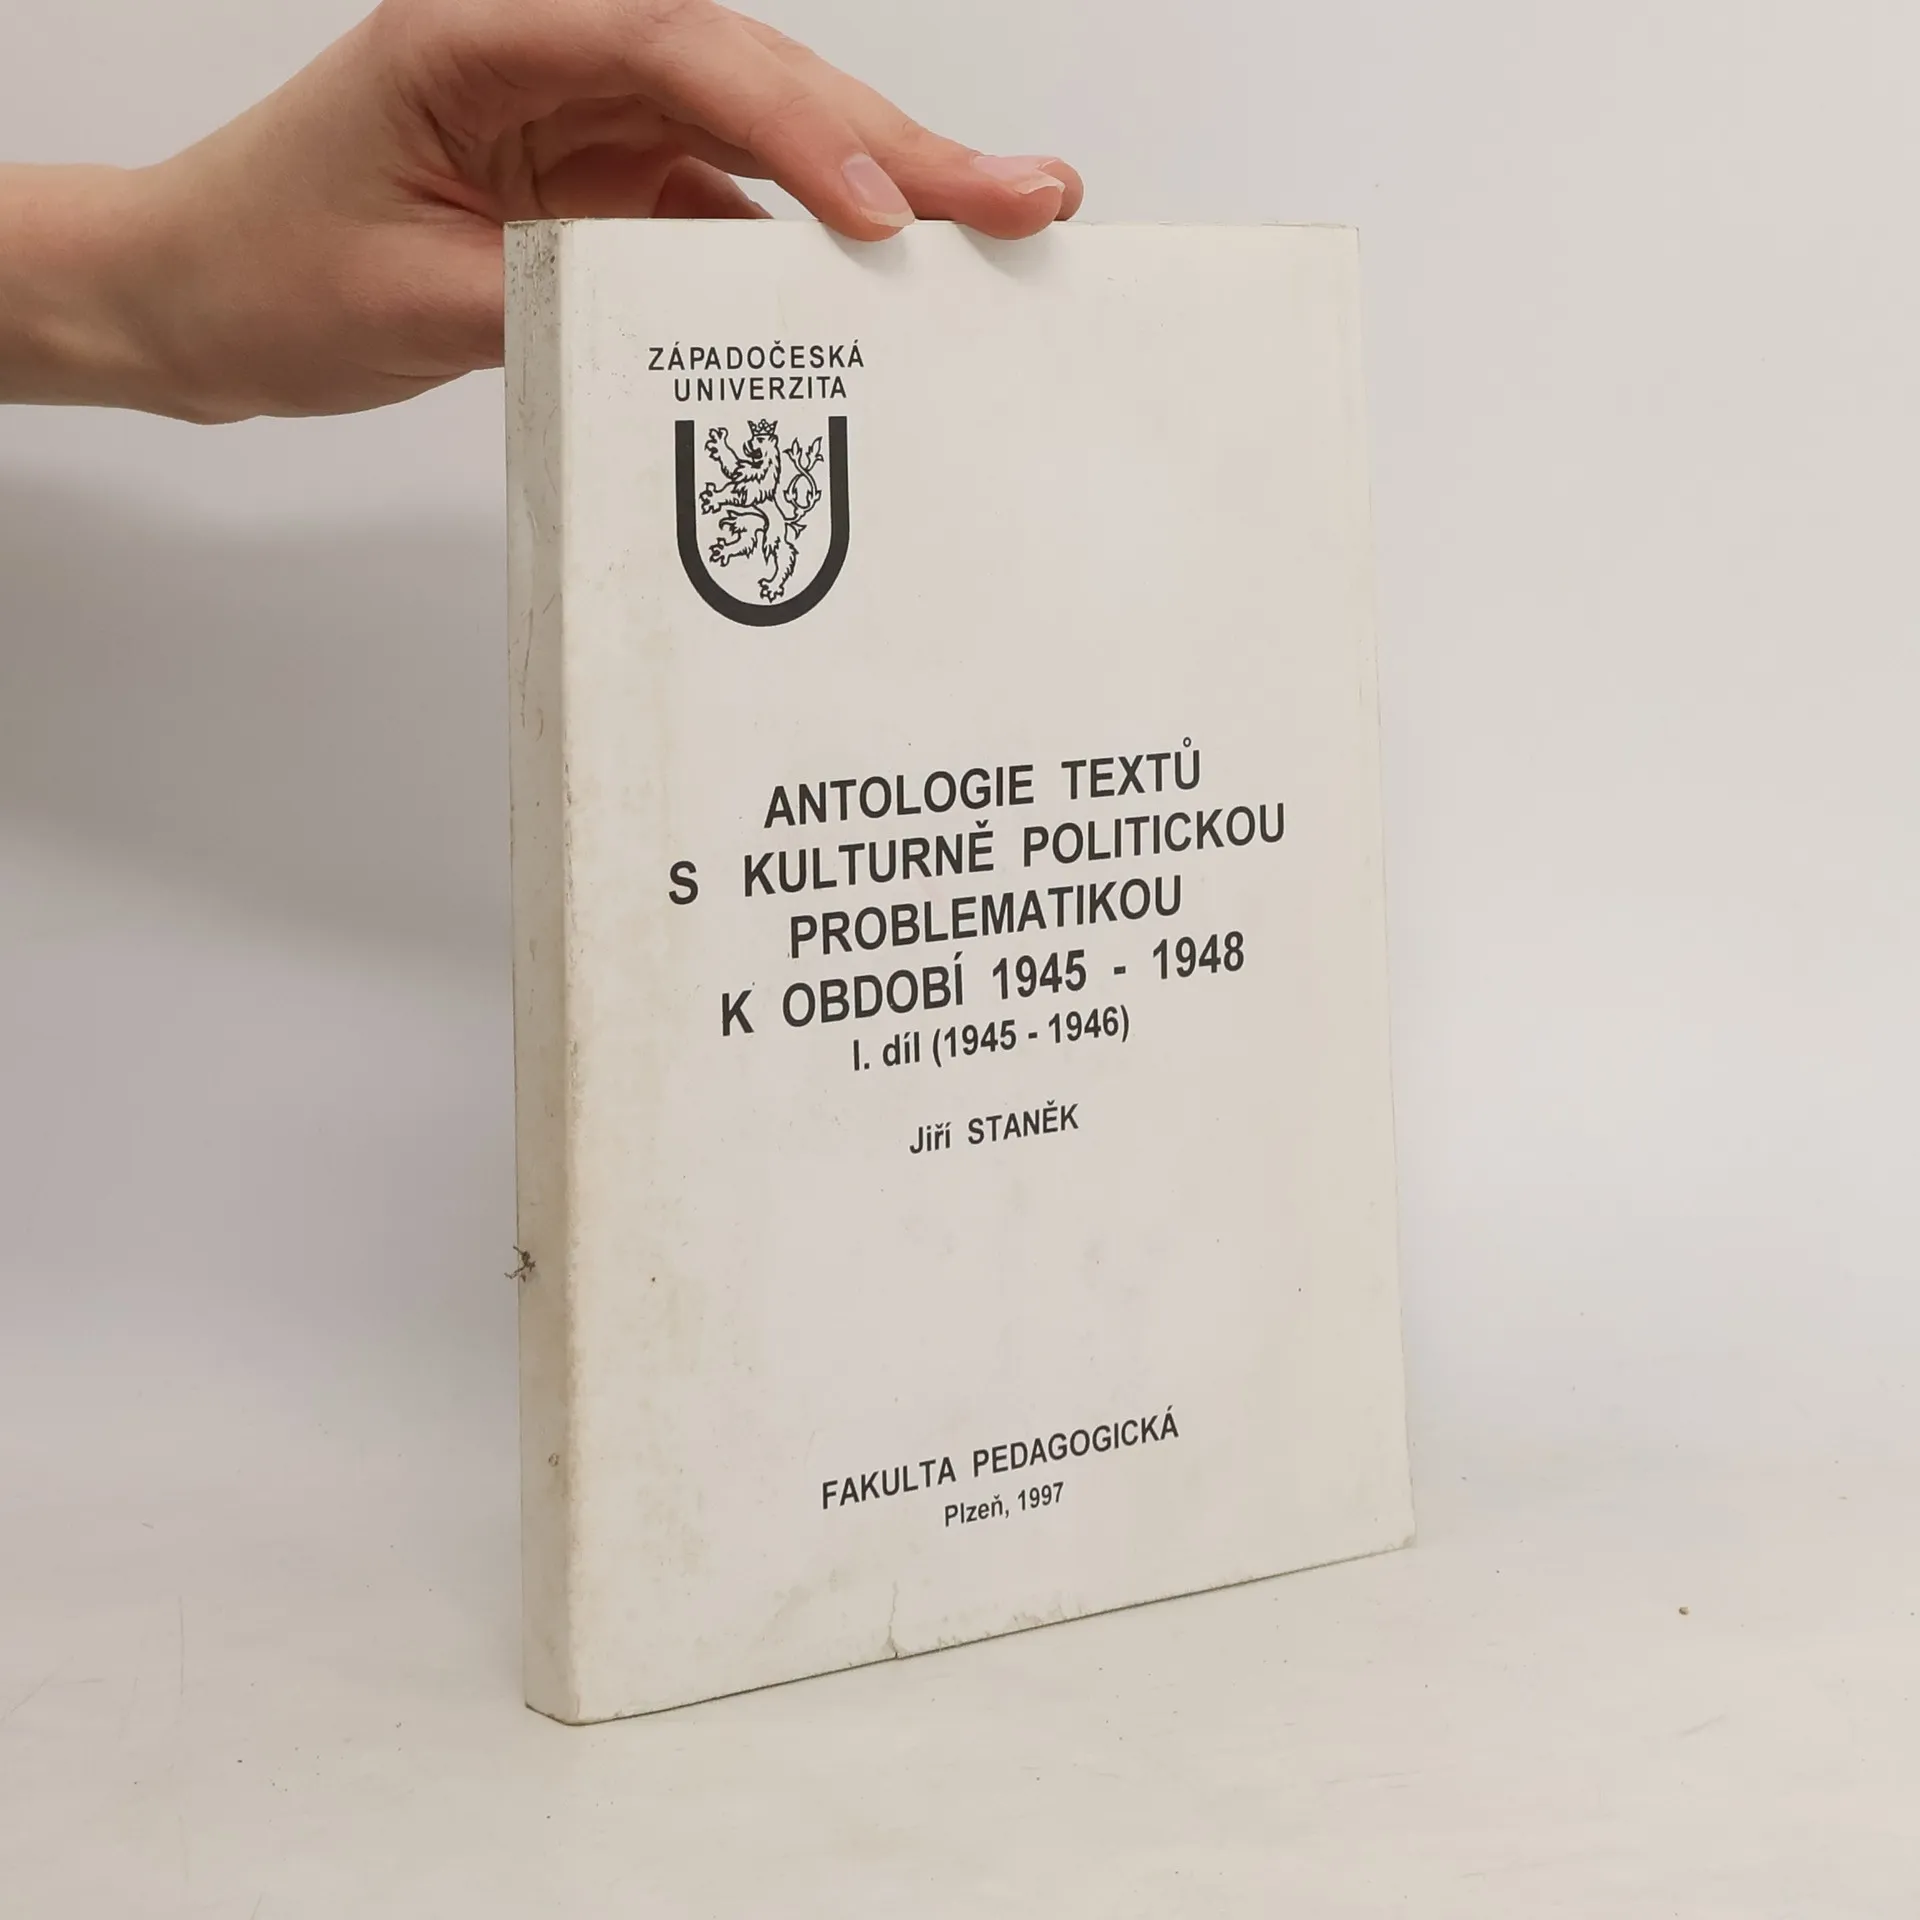 ZÁPADOČESKÁ
UNIVERZITA
ANTOLOGIE TEXTŮ
S KULTURNĚ POLITICKOU
PROBLEMATIKOU
K OBDOBÍ 1945 - 1948
I. díl (1945 - 1946)
Jiří STANĚK
FAKULTA PEDAGOGICKÁ
Plzeň, 1997